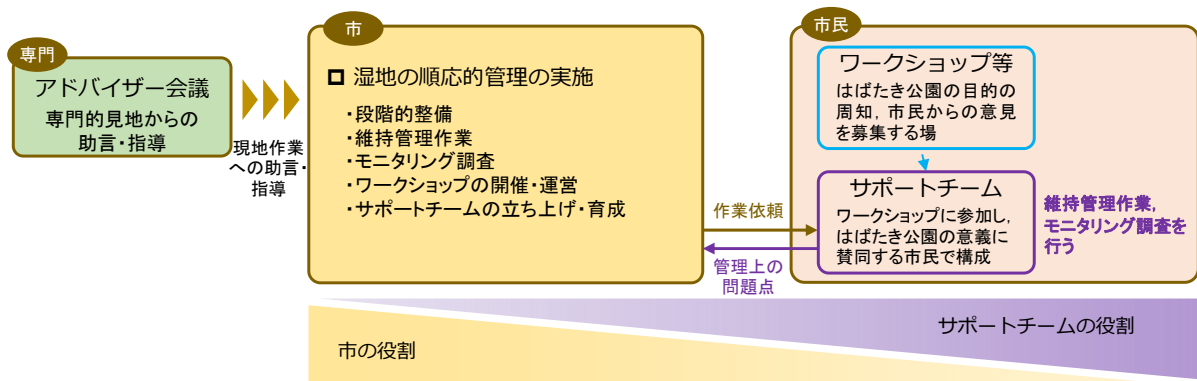 専門
アドバイザー会議
専門的見地からの
助言・指導
現地作業
への助言・
指導
市
湿地の順応的管理の実施
・段階的整備
・維持管理作業
・モニタリング調査
・ワークショップの開催・運営
・サポートチームの立ち上げ・育成
作業依頼
管理上の
問題点
市民
ワークショップ等
はばたき公園の目的の
周知，市民からの意見
を募集する場
サポートチーム
ワークショップに参加し，
はばたき公園の意義に
賛同する市民で構成
維持管理作業，
モニタリング調査を
行う
サポートチームの役割
市の役割